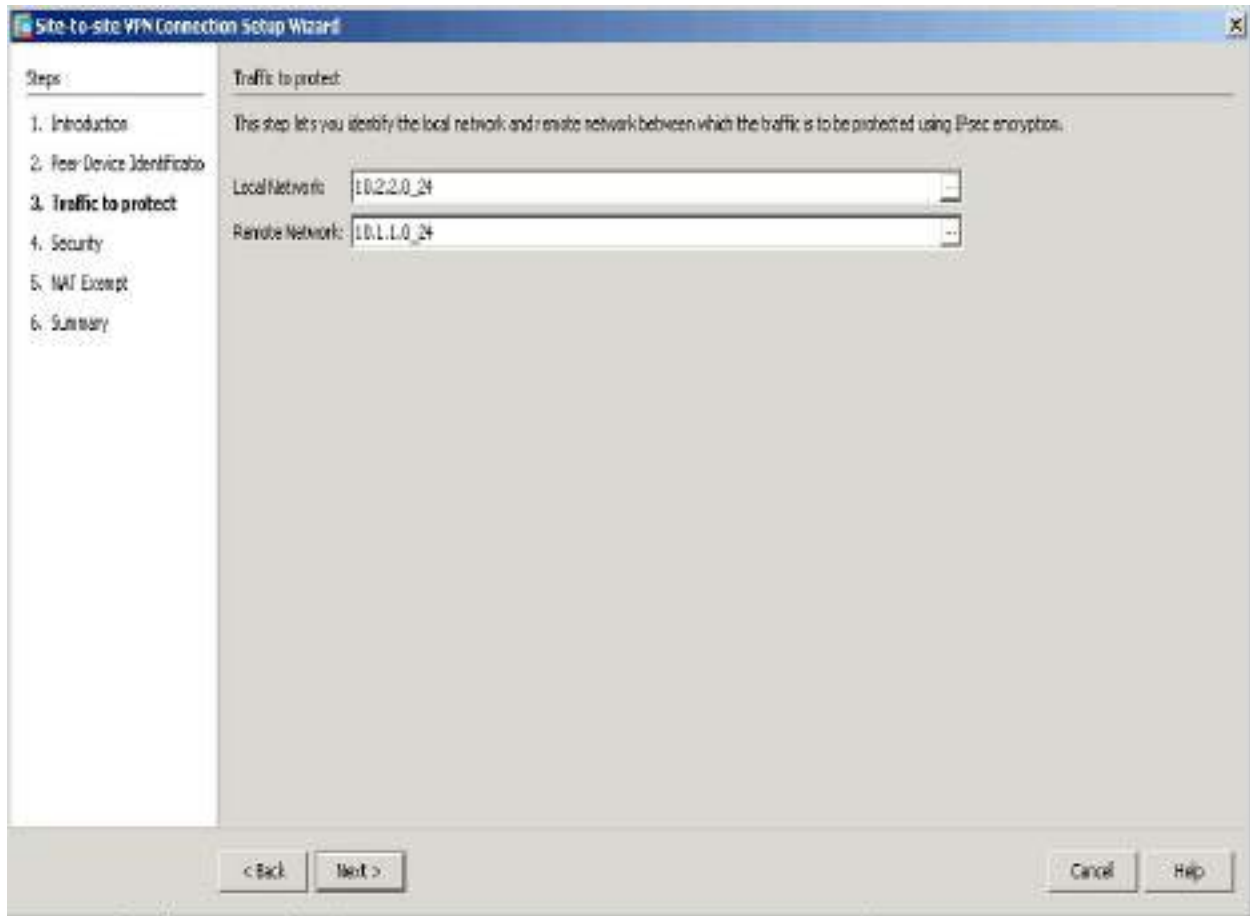 Site-to-site VPN Connection Setup Wizard
Steps
1. Introduction
2. Peer Device Identificatio
3. Traffic to protect
4. Security
5. NAT Exempt
6. Summary
Traffic to protect
This step lets you identify the local network and remote network between which the traffic is to be protected using IPsec encryption.
Local Network: 10.2.2.0_24 ...
Remote Network: 10.1.1.0_24 ...
< Back Next > Cancel Help